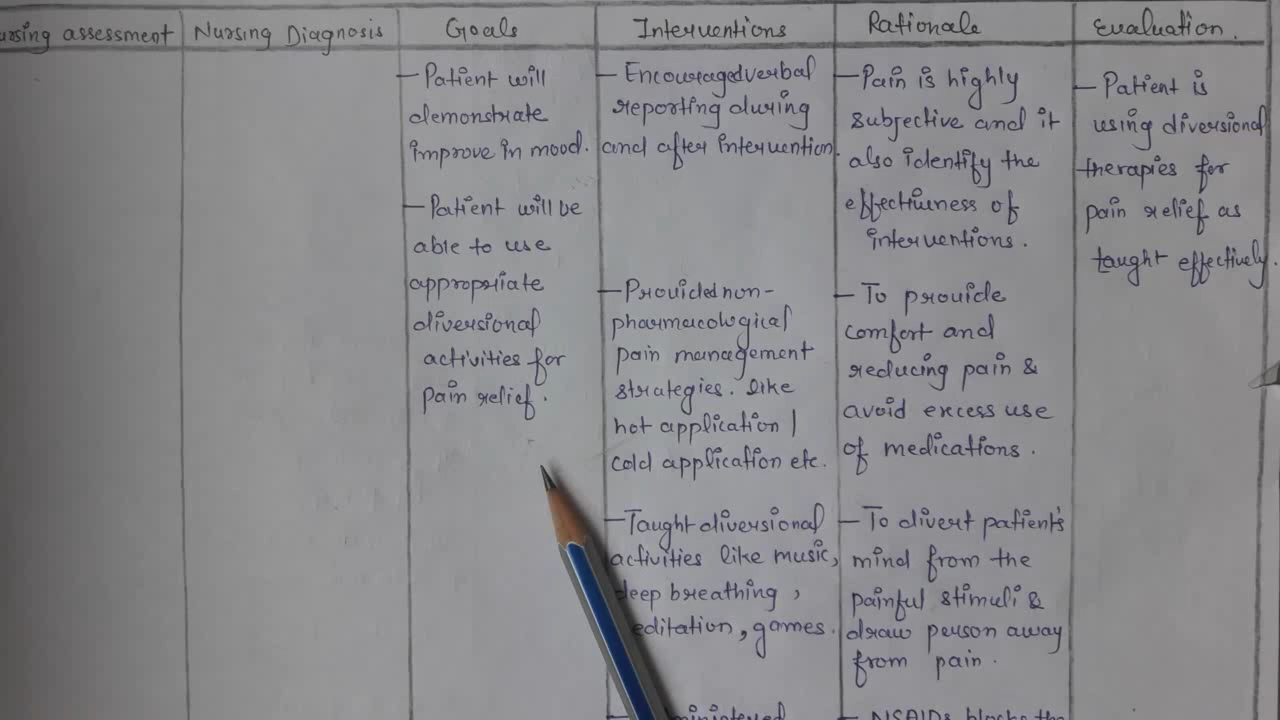 assessment Nursing Diagnosis Goals Interventions Rationale Evaluation.
– Patient will
demonstrate
improve in mood.
– Patient will be
able to use
appropriate
diversional
activities for
pain relief.
– Encouraged verbal
reporting during
and after intervention.
– Provided non-
pharmacological
pain management
strategies. like
hot application /
cold application etc.
– Taught diversional
activities like music,
deep breathing,
meditation, games.
– Pain is highly
subjective and it
also identify the
effectiveness of
interventions.
– To provide
comfort and
reducing pain &
avoid excess use
of medications.
– To divert patient's
mind from the
painful stimuli &
draw person away
from pain.
– NSAIDs blocks the
– Patient is
using diversional
therapies for
pain relief as
taught effectively.